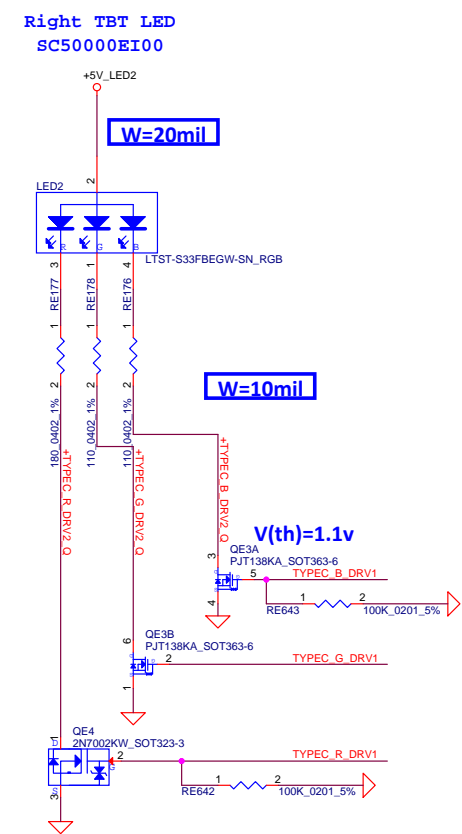 Right TBT LED
SC50000EI00
+5V_LED2
W=20mil
2
LED2
R
G
B
LTST-S33FBEGW-SN_RGB
3
1
4
RE177
RE178
RE176
1
1
1
2
2
2
W=10mil
180_0402_1%
110_0402_1%
110_0402_1%
+TYPEC_R_DRV2_Q
+TYPEC_G_DRV2_Q
+TYPEC_B_DRV2_Q
V(th)=1.1v
3
QE3A
PJT138KA_SOT363-6
5
TYPEC_B_DRV1
4
RE643
1
2
100K_0201_5%
6
QE3B
PJT138KA_SOT363-6
2
TYPEC_G_DRV1
1
QE4
2N7002KW_SOT323-3
1
D
2
G
TYPEC_R_DRV1
S
3
RE642
1
2
100K_0201_5%